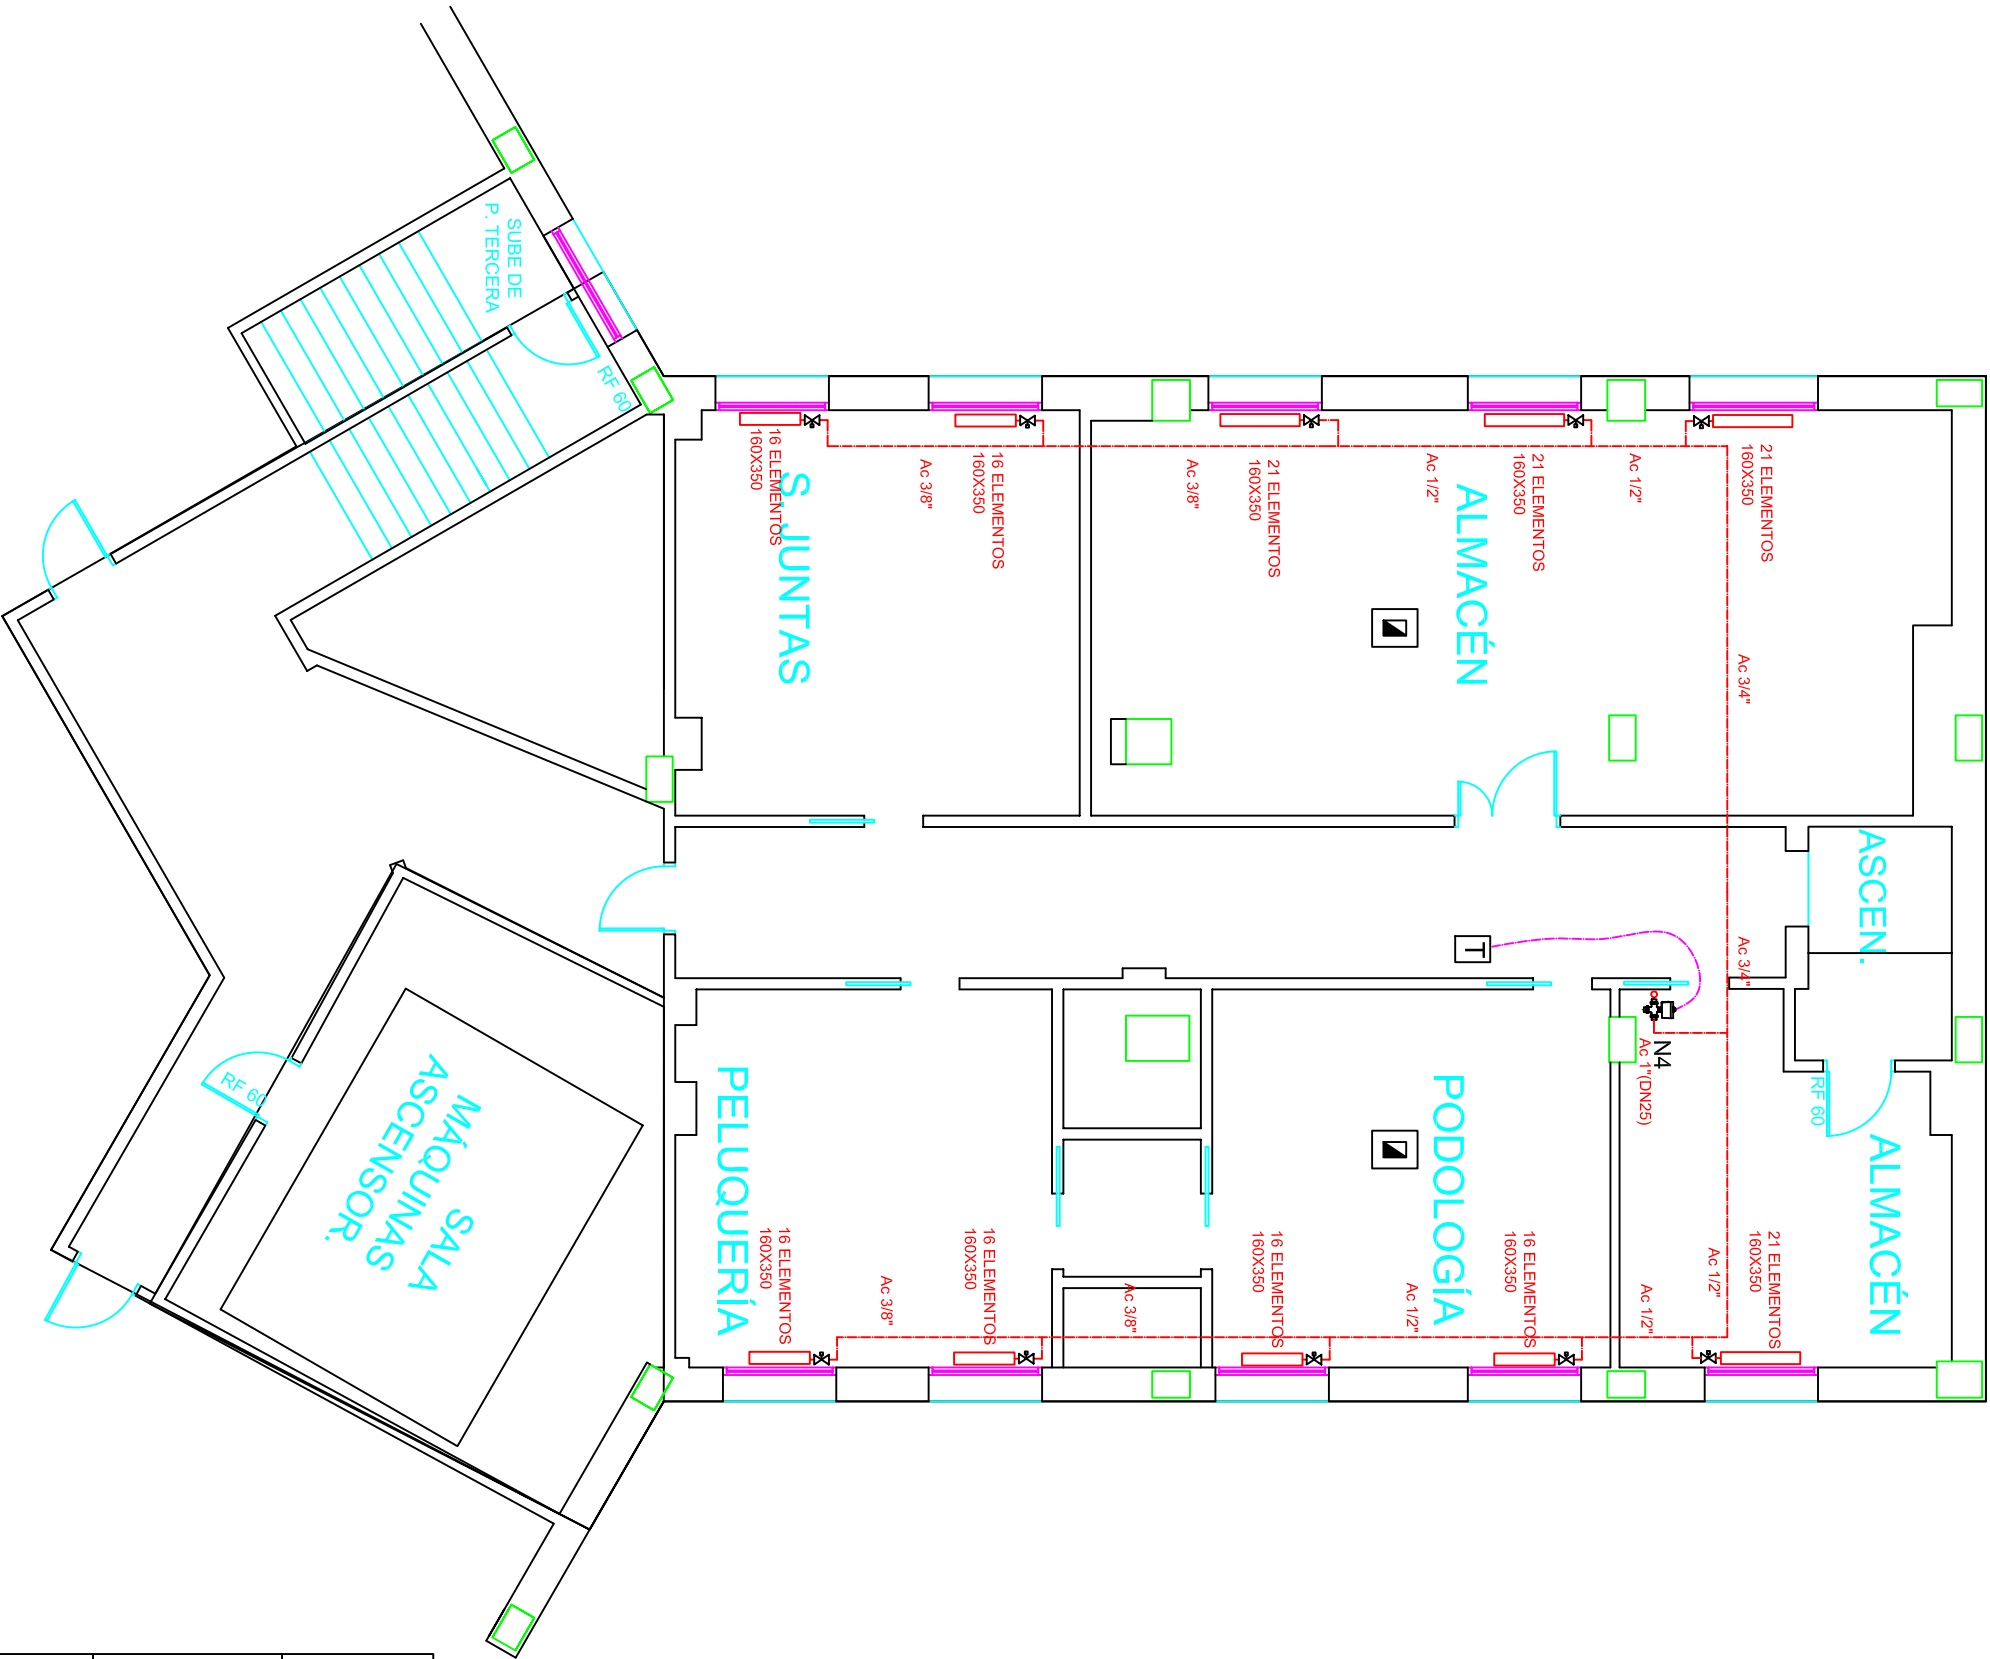 SUBE DE
P. TERCERA
RF 60
16 ELEMENTOS
160X350
Ac 3/8"
16 ELEMENTOS
160X350
Ac 3/8"
21 ELEMENTOS
160X350
Ac 1/2"
21 ELEMENTOS
160X350
Ac 1/2"
21 ELEMENTOS
160X350
S. JUNTAS
ALMACÉN
Ac 3/4"
ASCEN.
T
Ac 3/4"
N4
Ac 1"(DN25)
RF 60
RF 60
SALA
MÁQUINAS
ASCENSOR.
PELUQUERÍA
PODOLOGÍA
ALMACÉN
16 ELEMENTOS
160X350
Ac 3/8"
16 ELEMENTOS
160X350
Ac 3/8"
16 ELEMENTOS
160X350
Ac 1/2"
16 ELEMENTOS
160X350
Ac 1/2"
Ac 1/2"
21 ELEMENTOS
160X350